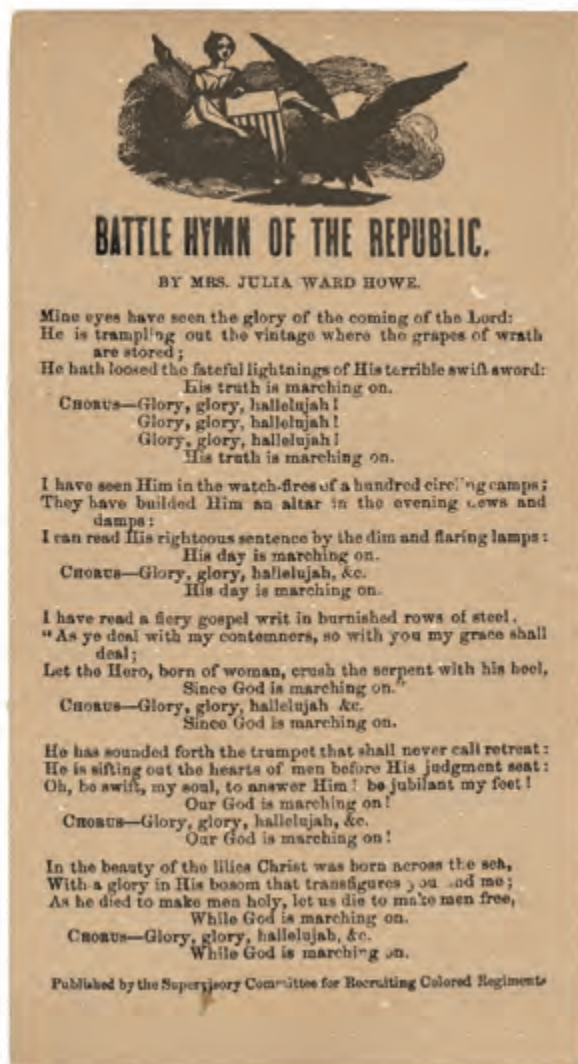 BATTLE HYMN OF THE REPUBLIC.
BY MRS. JULIA WARD HOWE.
Mine eyes have seen the glory of the coming of the Lord:
He is trampling out the vintage where the grapes of wrath
are stored;
He hath loosed the fateful lightnings of His terrible swift sword:
His truth is marching on.
CHORUS—Glory, glory, hallelujah!
Glory, glory, hallelujah!
Glory, glory, hallelujah!
His truth is marching on.
I have seen Him in the watch-fires of a hundred circling camps;
They have builded Him an altar in the evening dews and
damps:
I can read His righteous sentence by the dim and flaring lamps:
His day is marching on.
CHORUS—Glory, glory, hallelujah, &c.
His day is marching on.
I have read a fiery gospel writ in burnished rows of steel.
"As ye deal with my contemners, so with you my grace shall
deal;
Let the Hero, born of woman, crush the serpent with his heel,
Since God is marching on."
CHORUS—Glory, glory, hallelujah &c.
Since God is marching on.
He has sounded forth the trumpet that shall never call retreat:
He is sifting out the hearts of men before His judgment seat:
Oh, be swift, my soul, to answer Him! be jubilant my feet!
Our God is marching on!
CHORUS—Glory, glory, hallelujah, &c.
Our God is marching on!
In the beauty of the lilies Christ was born across the sea,
With a glory in His bosom that transfigures you and me;
As he died to make men holy, let us die to make men free,
While God is marching on.
CHORUS—Glory, glory, hallelujah, &c.
While God is marching on.
Published by the Supervisory Committee for Recruiting Colored Regiments